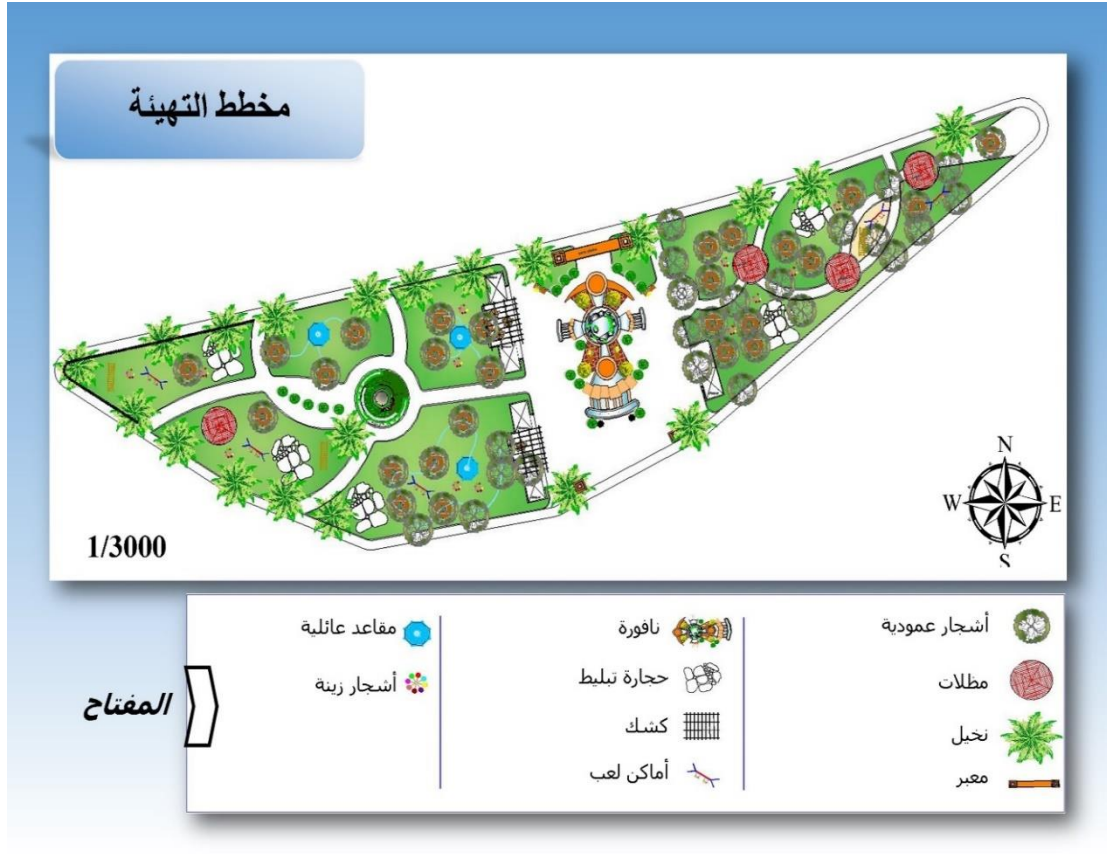 مخطط التهيئة
N
W
E
S
1/3000
أشجار عمودية
مظلات
نخيل
معبر
نافورة
حجارة تبليط
كشك
أماكن لعب
مقاعد عائلية
أشجار زينة
المفتاح